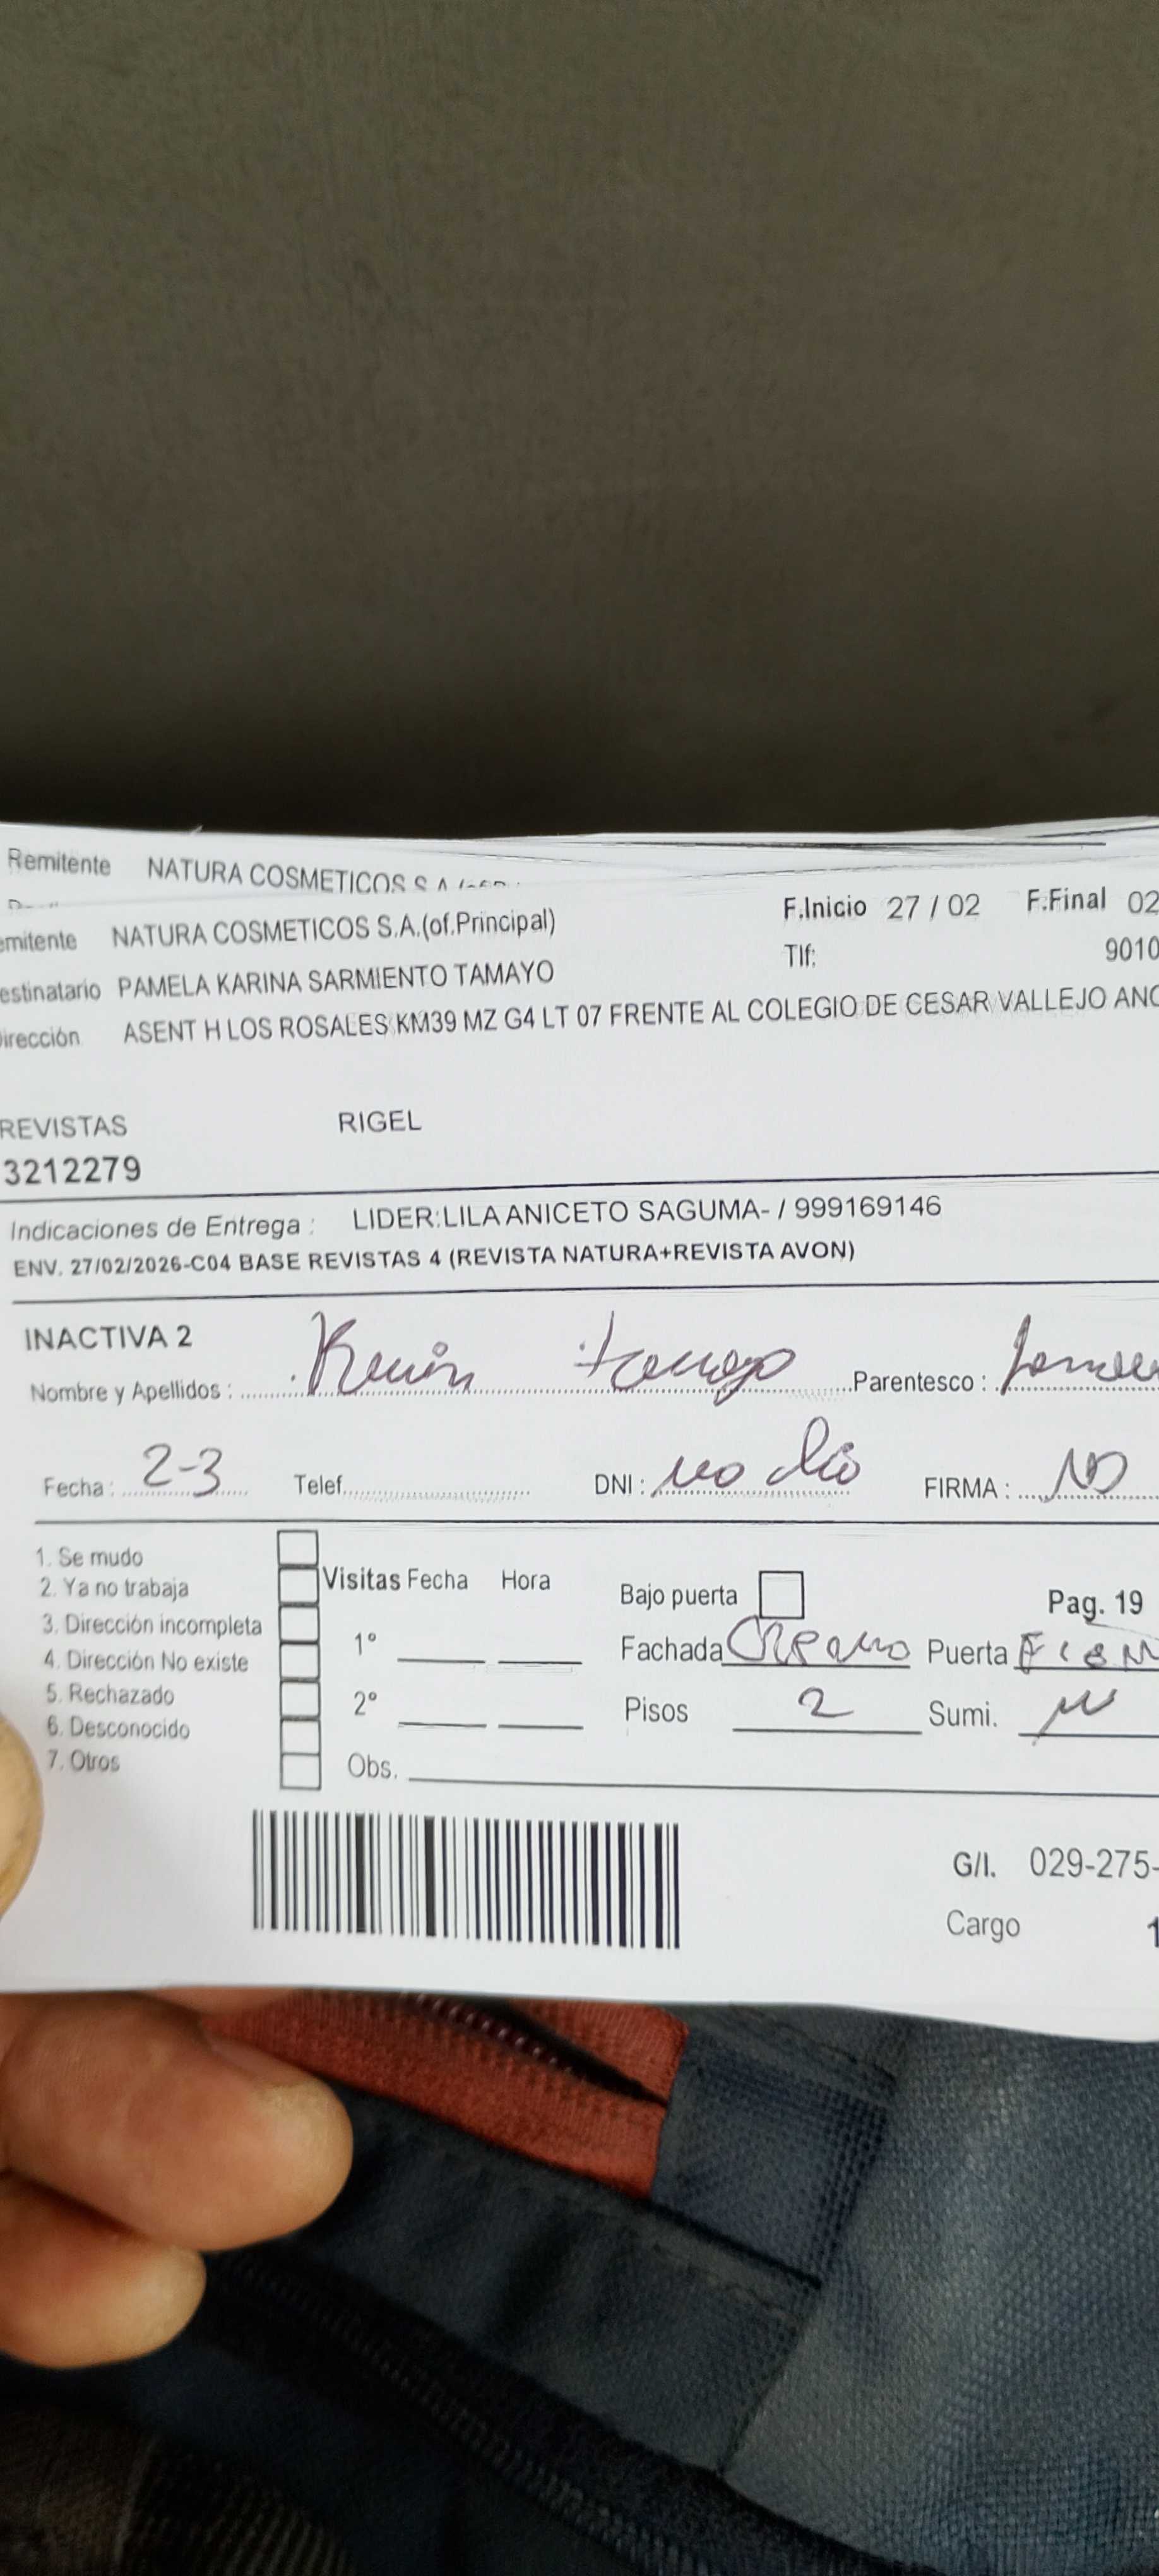 Remitente NATURA COSMETICOS S.A.
emitente NATURA COSMETICOS S.A.(of.Principal) F.Inicio 27 / 02 F.Final 02
estinatario PAMELA KARINA SARMIENTO TAMAYO Tlf: 9010
irección ASENT H LOS ROSALES KM39 MZ G4 LT 07 FRENTE AL COLEGIO DE CESAR VALLEJO ANC
REVISTAS RIGEL
3212279
Indicaciones de Entrega : LIDER:LILA ANICETO SAGUMA- / 999169146
ENV. 27/02/2026-C04 BASE REVISTAS 4 (REVISTA NATURA+REVISTA AVON)
INACTIVA 2
Nombre y Apellidos : Kevin Parentesco :
Fecha : 2-3 Telef. DNI : no dio FIRMA : ND
1. Se mudo
2. Ya no trabaja Visitas Fecha Hora Bajo puerta Pag. 19
3. Dirección incompleta 1° Fachada Puerta
4. Dirección No existe
5. Rechazado 2° Pisos 2 Sumi. N
6. Desconocido
7. Otros Obs.
G/I. 029-275-
Cargo 1